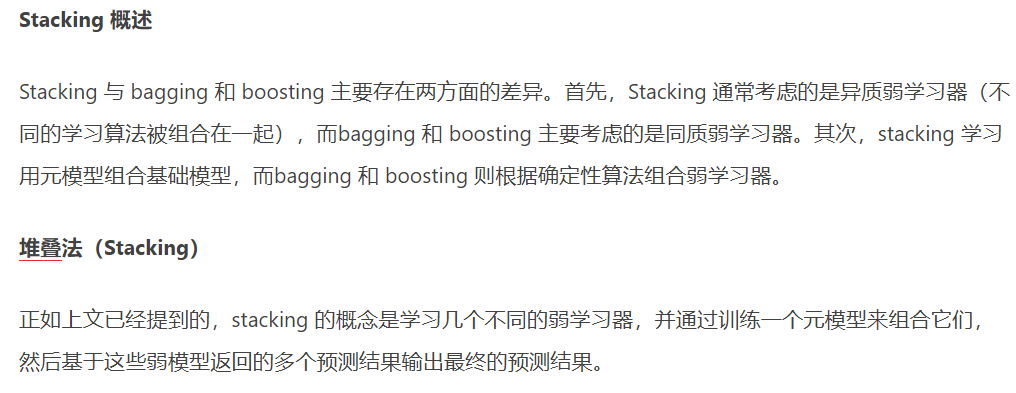 Stacking 概述
Stacking 与 bagging 和 boosting 主要存在两方面的差异。首先，Stacking 通常考虑的是异质弱学习器（不
同的学习算法被组合在一起），而bagging 和 boosting 主要考虑的是同质弱学习器。其次，stacking 学习
用元模型组合基础模型，而bagging 和 boosting 则根据确定性算法组合弱学习器。
堆叠法（Stacking）
正如上文已经提到的，stacking 的概念是学习几个不同的弱学习器，并通过训练一个元模型来组合它们，
然后基于这些弱模型返回的多个预测结果输出最终的预测结果。